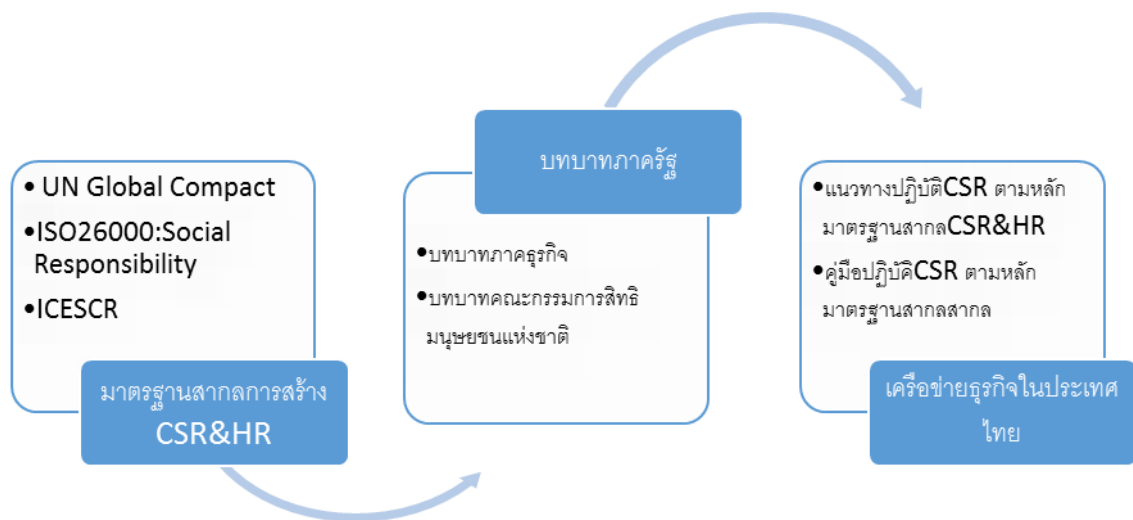 • UN Global Compact
•ISO26000:Social
Responsibility
•ICESCR
มาตรฐานสากลการสร้าง
CSR&HR
บทบาทภาครัฐ
•บทบาทภาคธุรกิจ
•บทบาทคณะกรรมการสิทธิ
มนุษยชนแห่งชาติ
•แนวทางปฏิบัติCSR ตามหลัก
มาตรฐานสากลCSR&HR
•คู่มือปฏิบัคิCSR ตามหลัก
มาตรฐานสากลสากล
เครือข่ายธุรกิจในประเทศ
ไทย